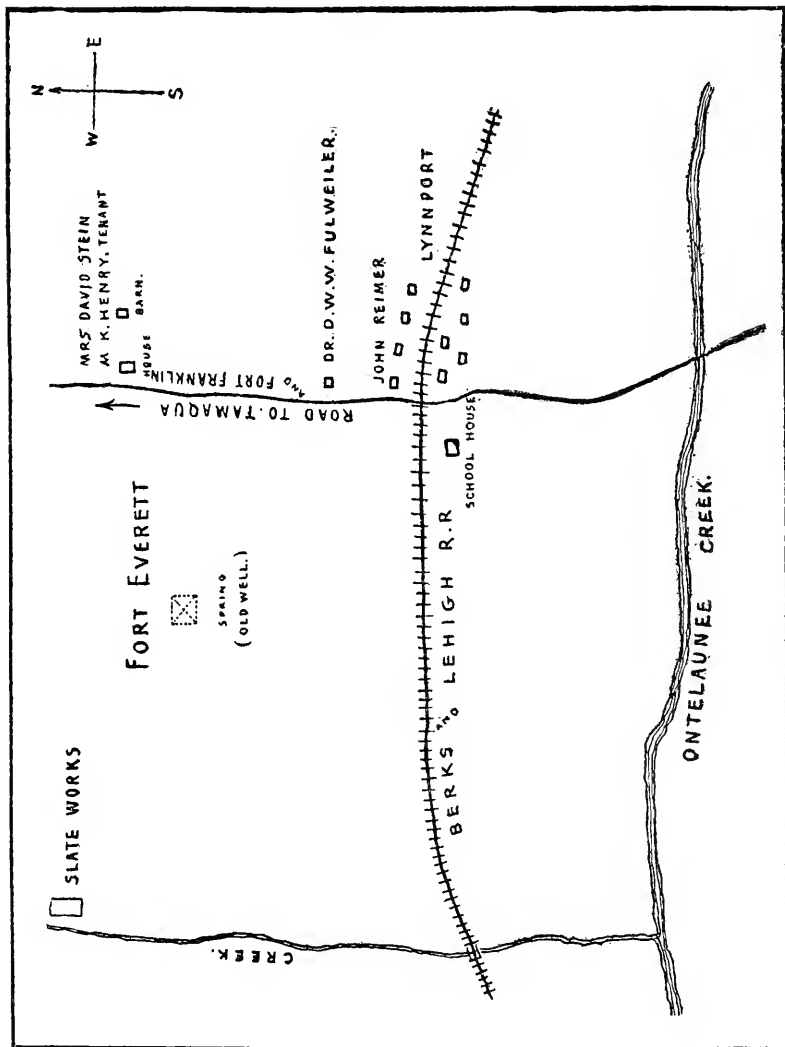 N
W
E
S
MRS DAVID STEIN
M K. HENRY, TENANT
HOUSE
BARN.
ROAD TO TAMAQUA
AND FORT FRANKLIN
DR. D.W.W. FULWEILER.
JOHN REIMER
LYNNPORT
SCHOOL HOUSE
FORT EVERETT
SPRING
(OLD WELL.)
SLATE WORKS
CREEK.
BERKS AND LEHIGH R.R
ONTELAUNEE CREEK.